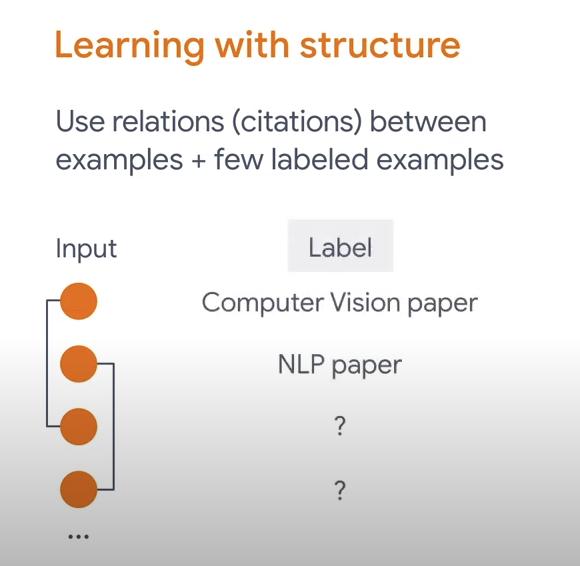 Learning with structure
Use relations (citations) between
examples + few labeled examples
Input Label
Computer Vision paper
NLP paper
?
?
...